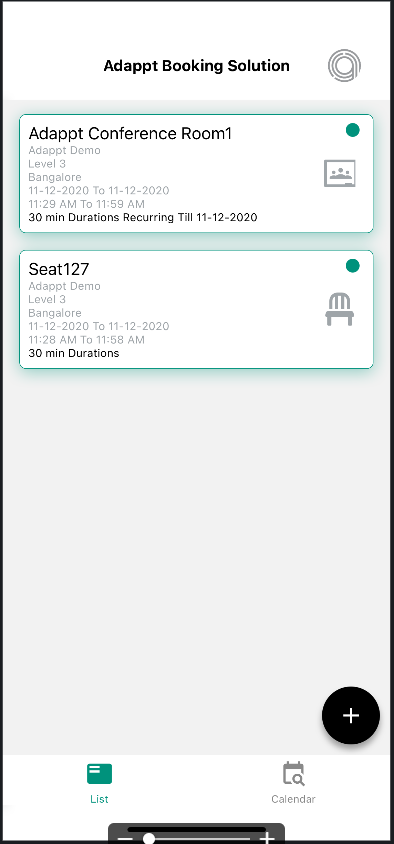 Adappt Booking Solution
Adappt Conference Room1
Adappt Demo
Level 3
Bangalore
11-12-2020 To 11-12-2020
11:29 AM To 11:59 AM
30 min Durations Recurring Till 11-12-2020
Seat127
Adappt Demo
Level 3
Bangalore
11-12-2020 To 11-12-2020
11:28 AM To 11:58 AM
30 min Durations
List
Calendar